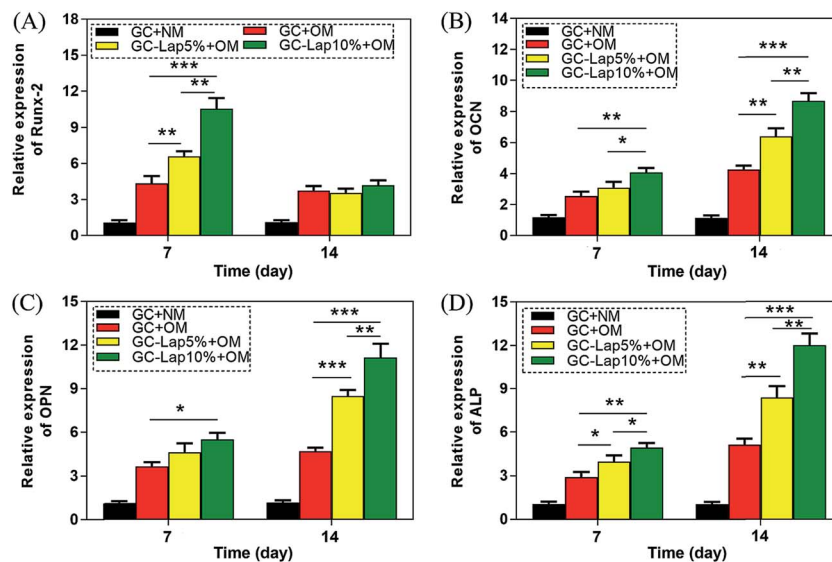 (A)
GC+NM GC+OM
GC-Lap5%+OM GC-Lap10%+OM
Relative expression
of Runx-2
18
15
12
9
6
3
0
***
**
**
7 14
Time (day)
(B)
GC+NM
GC+OM
GC-Lap5%+OM
GC-Lap10%+OM
Relative expression
of OCN
14
12
10
8
6
4
2
0
**
*
***
**
**
7 14
Time (day)
(C)
GC+NM
GC+OM
GC-Lap5%+OM
GC-Lap10%+OM
Relative expression
of OPN
15
12
9
6
3
0
*
***
**
***
7 14
Time (day)
(D)
GC+NM
GC+OM
GC-Lap5%+OM
GC-Lap10%+OM
Relative expression
of ALP
15
12
9
6
3
0
**
*
*
***
**
**
7 14
Time (day)